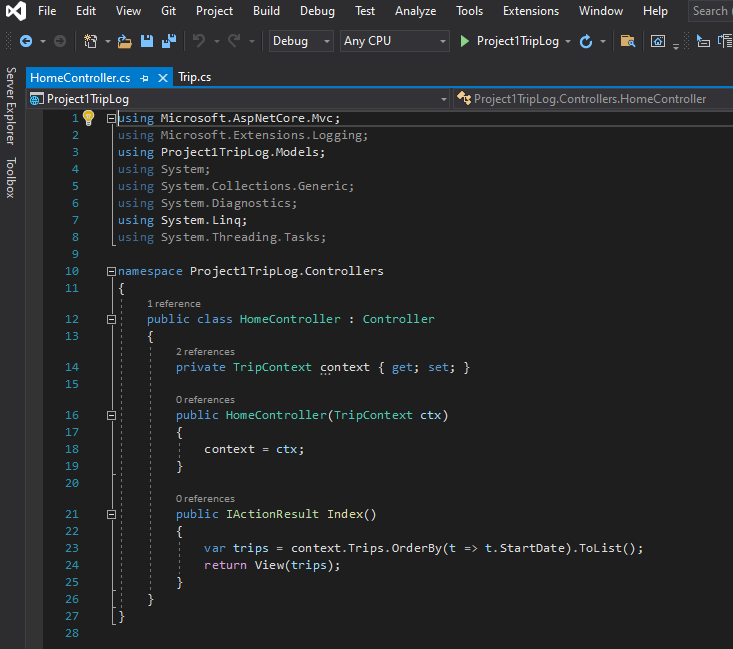 File Edit View Git Project Build Debug Test Analyze Tools Extensions Window Help Search
Debug Any CPU Project1TripLog
Server Explorer
Toolbox
HomeController.cs Trip.cs
Project1TripLog Project1TripLog.Controllers.HomeController
1 using Microsoft.AspNetCore.Mvc;
2 using Microsoft.Extensions.Logging;
3 using Project1TripLog.Models;
4 using System;
5 using System.Collections.Generic;
6 using System.Diagnostics;
7 using System.Linq;
8 using System.Threading.Tasks;
9
10 namespace Project1TripLog.Controllers
11 {
1 reference
12 public class HomeController : Controller
13 {
2 references
14 private TripContext context { get; set; }
15
0 references
16 public HomeController(TripContext ctx)
17 {
18 context = ctx;
19 }
20
0 references
21 public IActionResult Index()
22 {
23 var trips = context.Trips.OrderBy(t => t.StartDate).ToList();
24 return View(trips);
25 }
26 }
27 }
28